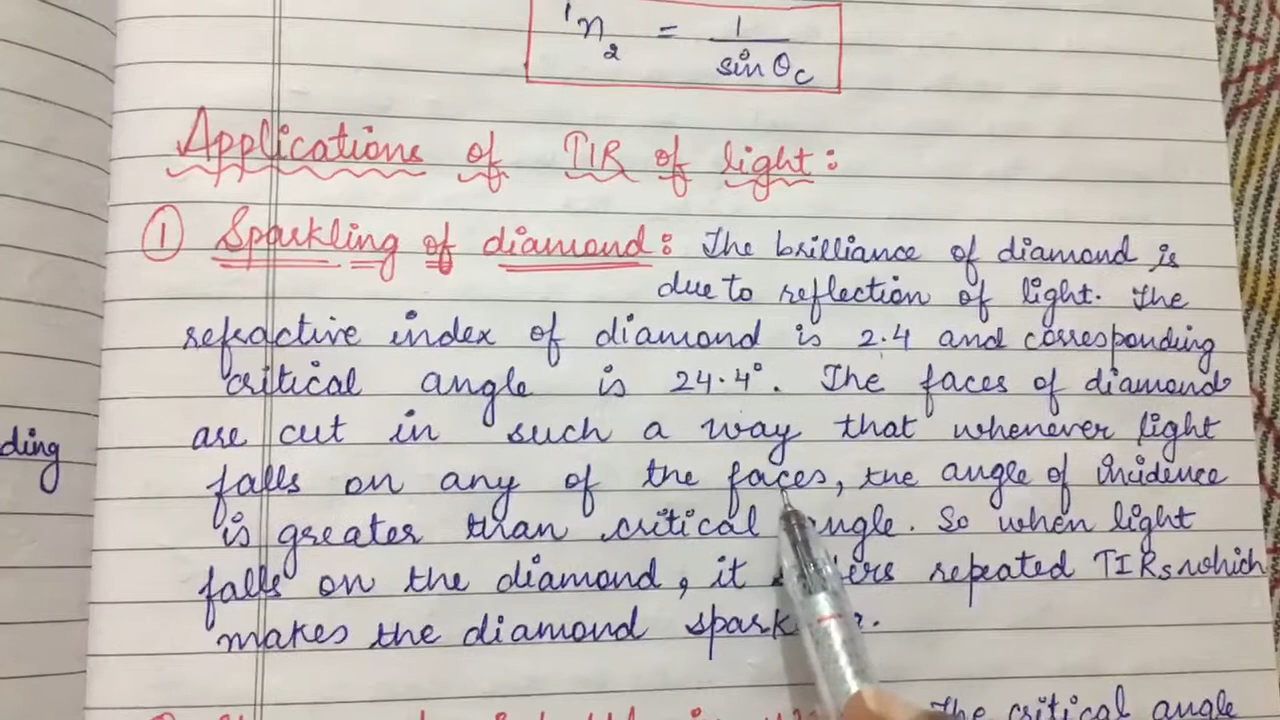 ¹n₂ = 1 / sin θc
Applications of TIR of light:
① Sparkling of diamond: The brilliance of diamond is
due to reflection of light. The
refractive index of diamond is 2.4 and corresponding
critical angle is 24.4°. The faces of diamond
are cut in such a way that whenever light
ding
falls on any of the faces, the angle of incidence
is greater than critical angle. So when light
falls on the diamond, it repeated TIRs which
makes the diamond
The critical angle